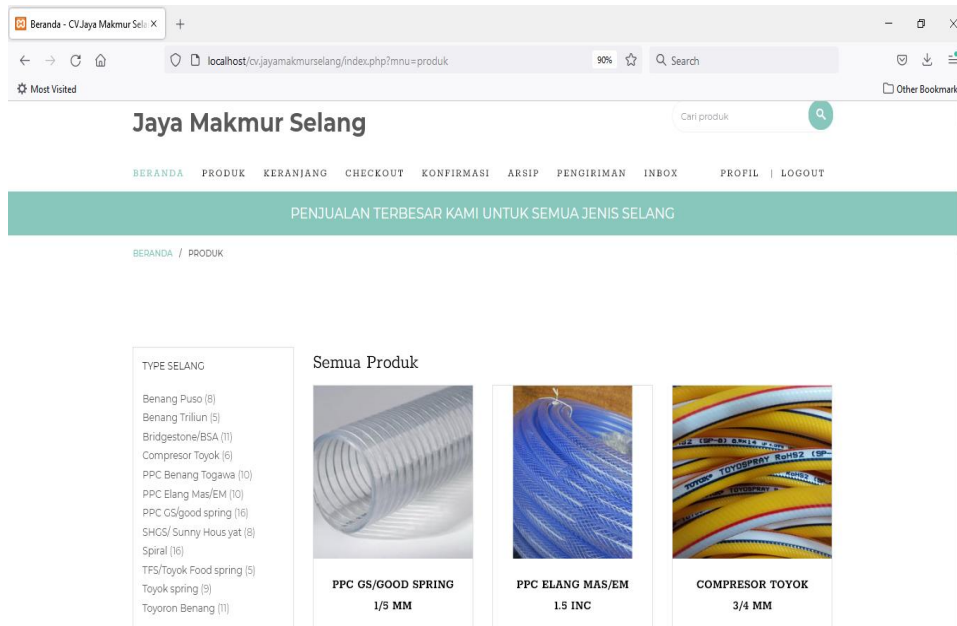 Beranda - CV.Jaya Makmur Sela
localhost/cv.jayamakmurselang/index.php?mnu=produk
90%
Search
Most Visited
Other Bookmark
Jaya Makmur Selang
Cari produk
BERANDA PRODUK KERANJANG CHECKOUT KONFIRMASI ARSIP PENGIRIMAN INBOX PROFIL | LOGOUT
PENJUALAN TERBESAR KAMI UNTUK SEMUA JENIS SELANG
BERANDA / PRODUK
TYPE SELANG
Benang Puso (8)
Benang Triliun (5)
Bridgestone/BSA (11)
Compresor Toyok (6)
PPC Benang Togawa (10)
PPC Elang Mas/EM (10)
PPC GS/good spring (16)
SHGS/ Sunny Hous yat (8)
Spiral (16)
TFS/Toyok Food spring (5)
Toyok spring (9)
Toyoron Benang (11)
Semua Produk
TOYOSPRAY RoHS2 (SP-
PPC GS/GOOD SPRING
1/5 MM
PPC ELANG MAS/EM
1.5 INC
COMPRESOR TOYOK
3/4 MM